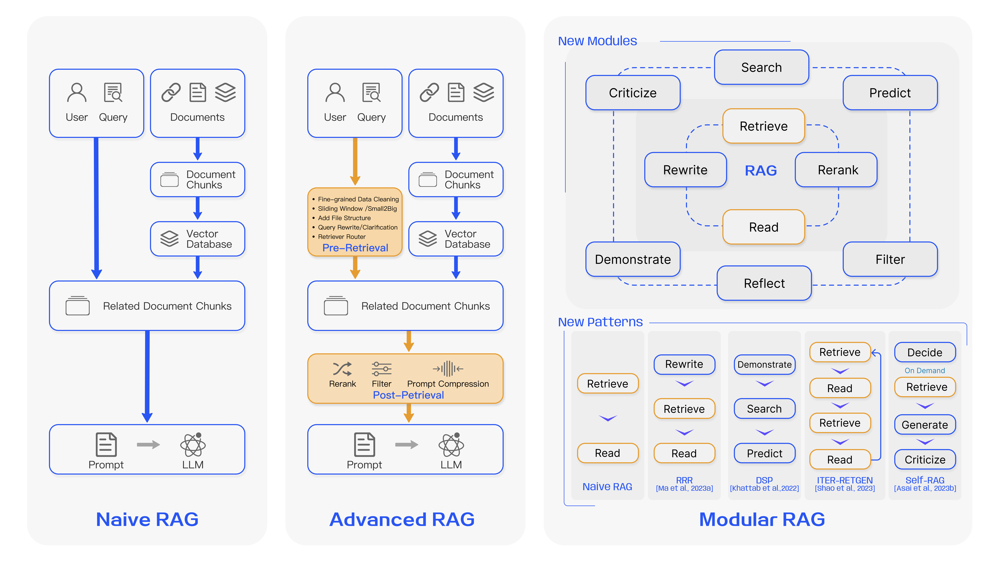 User Query
Documents
Document
Chunks
Vector
Database
Related Document Chunks
Prompt
LLM
Naive RAG
User Query
Documents
Document
Chunks
• Fine-grained Data Cleaning
• Sliding Window /Small2Big
• Add File Structure
• Query Rewrite/Clarification
• Retriever Router
Pre-Retrieval
Vector
Database
Related Document Chunks
Rerank
Filter
Prompt Compression
Post-Petrieval
Prompt
LLM
Advanced RAG
New Modules
Search
Criticize
Predict
Retrieve
Rewrite
RAG
Rerank
Read
Demonstrate
Filter
Reflect
New Patterns
Retrieve
Read
Naive RAG
Rewrite
Retrieve
Read
RRR
[Ma et al., 2023a]
Demonstrate
Search
Predict
DSP
[Khattab et al.,2022]
Retrieve
Read
Retrieve
Read
ITER-RETGEN
[Shao et al., 2023]
Decide
On Demand
Retrieve
Generate
Criticize
Self-RAG
[Asai et al., 2023b]
Modular RAG